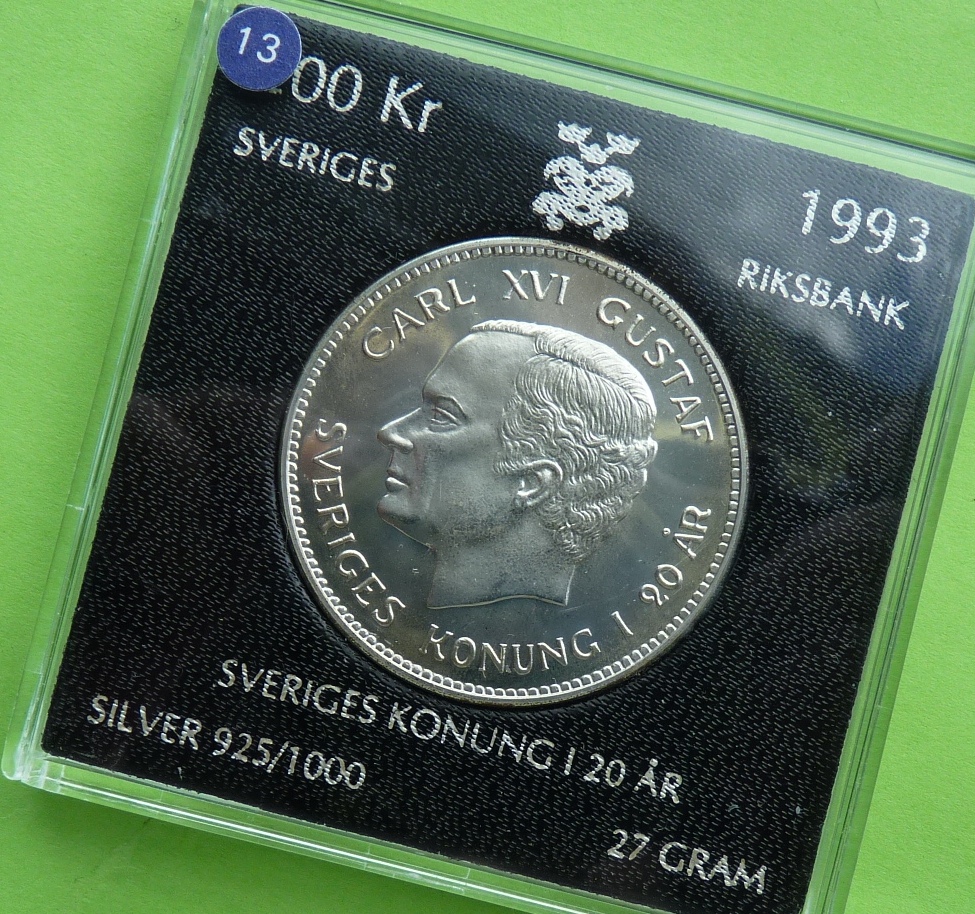 13
00 Kr
SVERIGES
1993
RIKSBANK
CARL XVI GUSTAF
SVERIGES KONUNG I 20 ÅR
SVERIGES KONUNG I 20 ÅR
SILVER 925/1000
27 GRAM